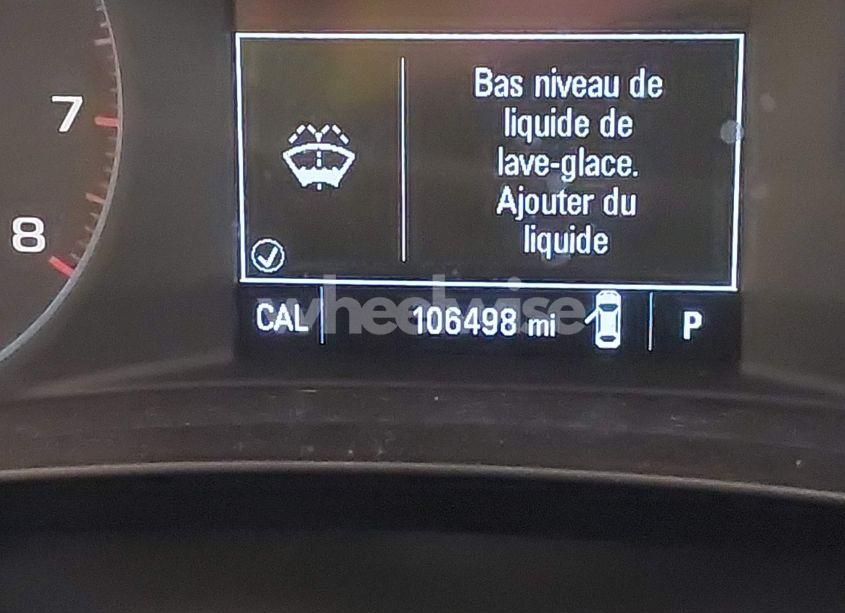 7
8
Bas niveau de
liquide de
lave-glace.
Ajouter du
liquide
wheelwise
CAL 106498 mi P